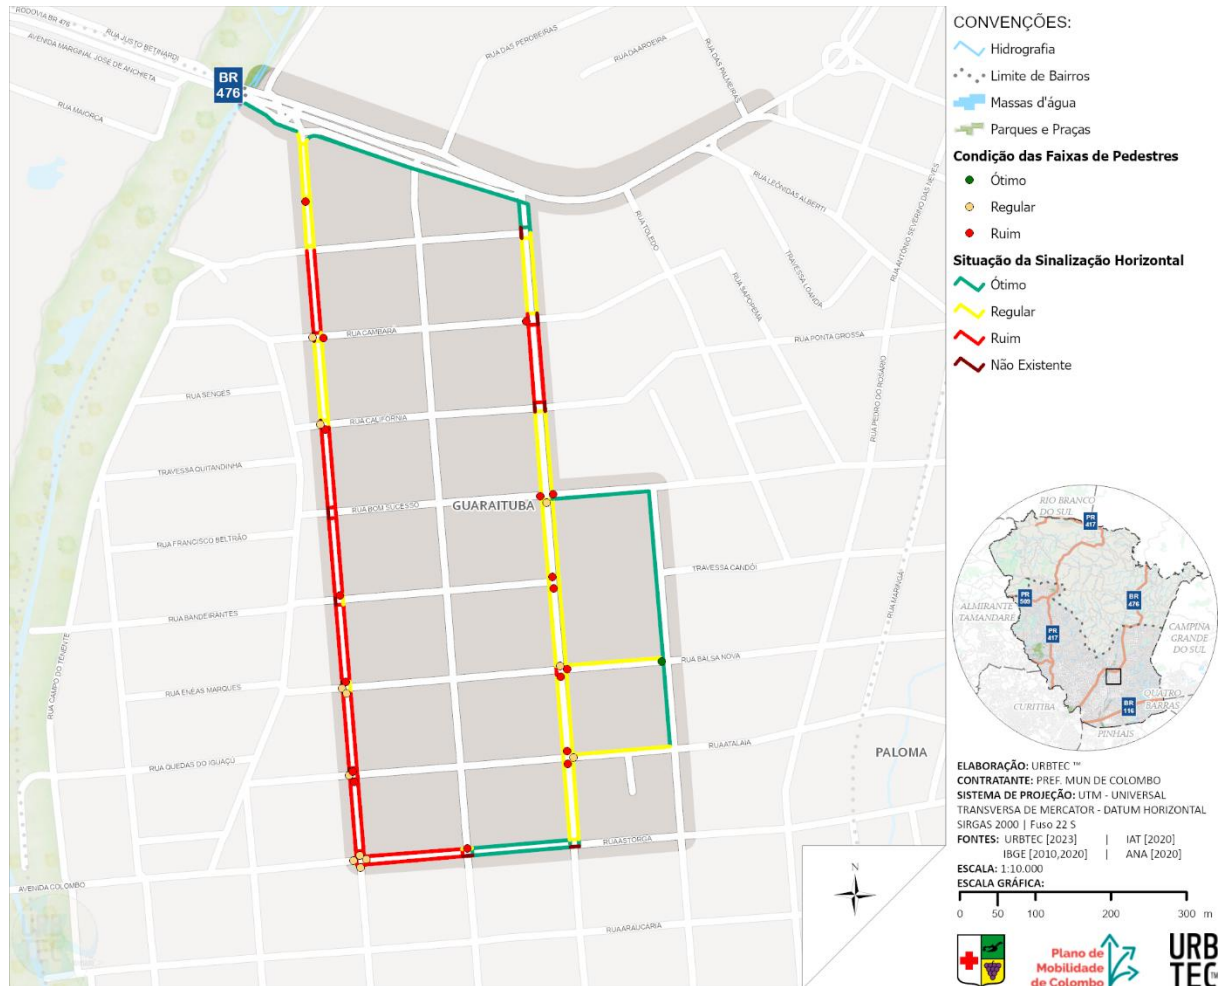 RODOVIA BR 476
AVENIDA MARGINAL JOSÉ DE ANCHIETA
RUA JUSTO BETINARDI
RUA MAIORCA
BR
476
RUA DAS PEROBEIRAS
RUA DA AROEIRA
RUA DAS PALMEIRAS
RUA LEÔNIDAS ALBERTI
RUA ANTÔNIO SEVERINO DAS NEVES
RUA TOLEDO
TRAVESSA LOANDA
RUA SAPOPEMA
RUA CAMBARA
RUA PONTA GROSSA
RUA SENGES
RUA CALIFÓRNIA
RUA PEDRO DO ROSÁRIO
TRAVESSA QUITANDINHA
RUA BOM SUCESSO
GUARAITUBA
RUA FRANCISCO BELTRÃO
TRAVESSA CANDÓI
RUA MARINGÁ
RUA BANDEIRANTES
RUA CAMPO DO TENENTE
RUA BALSA NOVA
RUA ENÉAS MARQUES
RUA ATALAIA
PALOMA
RUA QUEDAS DO IGUAÇU
RUA ASTORGA
AVENIDA COLOMBO
RUA ARAUCARIA
N
CONVENÇÕES:
Hidrografia
Limite de Bairros
Massas d'água
Parques e Praças
Condição das Faixas de Pedestres
Ótimo
Regular
Ruim
Situação da Sinalização Horizontal
Ótimo
Regular
Ruim
Não Existente
RIO BRANCO
DO SUL
PR
417
PR
509
BR
476
ALMIRANTE
TAMANDARÉ
PR
417
CAMPINA
GRANDE
DO SUL
CURITIBA
QUATRO
BARRAS
BR
116
PINHAIS
ELABORAÇÃO: URBTEC ™
CONTRATANTE: PREF. MUN DE COLOMBO
SISTEMA DE PROJEÇÃO: UTM - UNIVERSAL
TRANSVERSA DE MERCATOR - DATUM HORIZONTAL
SIRGAS 2000 | Fuso 22 S
FONTES: URBTEC [2023] | IAT [2020]
IBGE [2010,2020] | ANA [2020]
ESCALA: 1:10.000
ESCALA GRÁFICA:
0 50 100 200 300 m
Plano de
Mobilidade
de Colombo
URB
TEC™